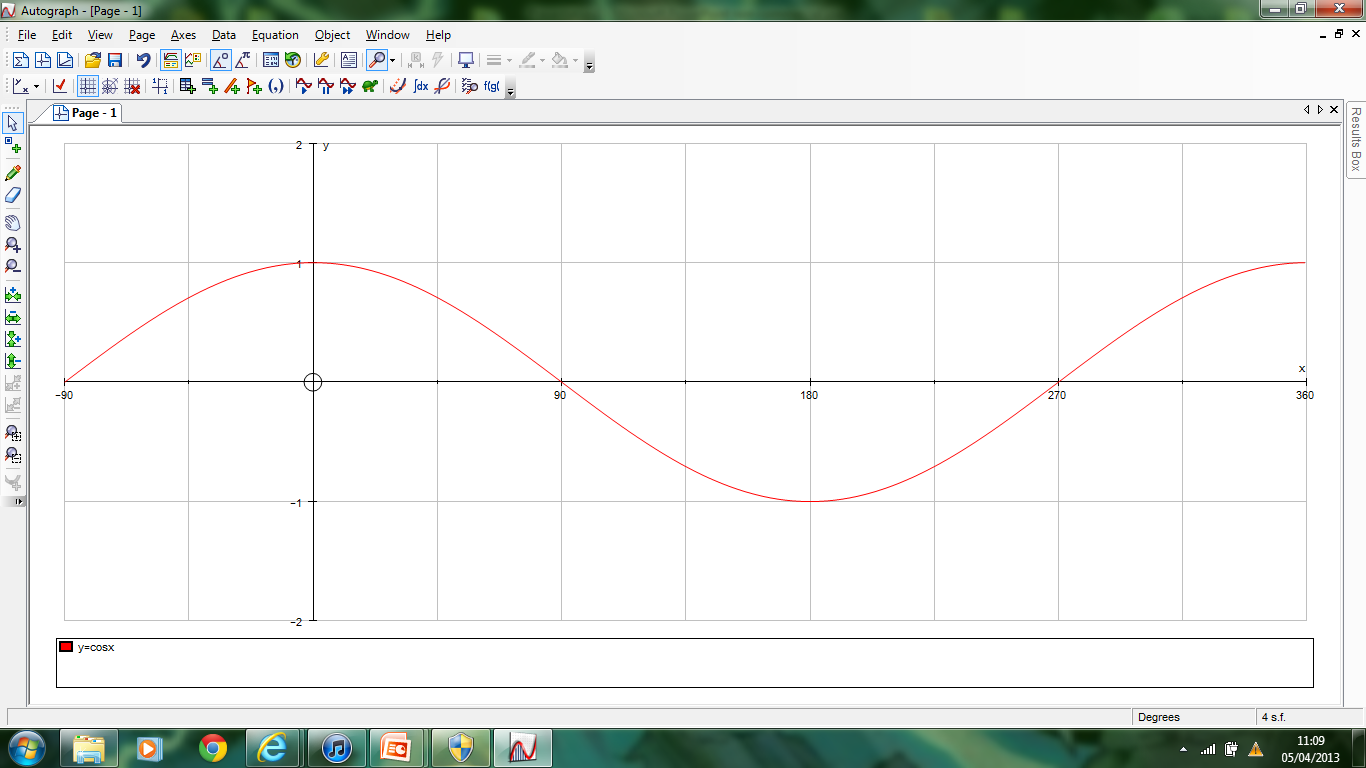 Autograph - [Page - 1]
File Edit View Page Axes Data Equation Object Window Help
∫dx f(g(
Page - 1
Results Box
2 y
1
x
−90 90 180 270 360
−1
−2
y=cosx
Degrees 4 s.f.
11:09
05/04/2013